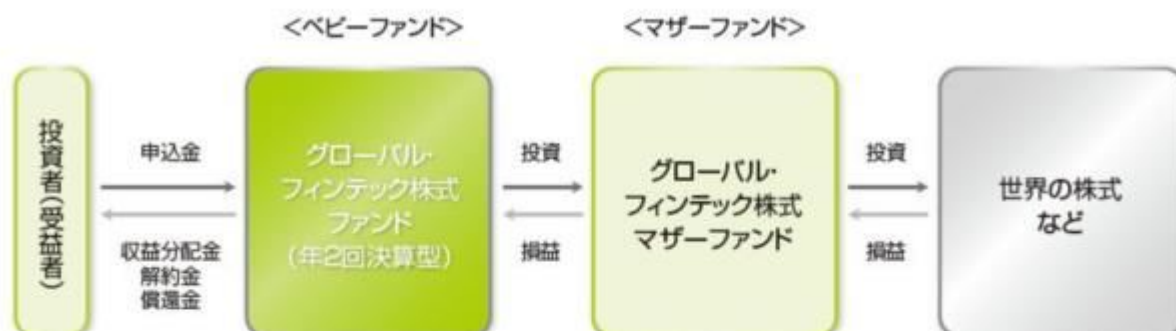 <ベビーファンド>
<マザーファンド>
投資者(受益者)
申込金
収益分配金
解約金
償還金
グローバル・
フィンテック株式
ファンド
(年2回決算型)
投資
損益
グローバル・
フィンテック株式
マザーファンド
投資
損益
世界の株式
など